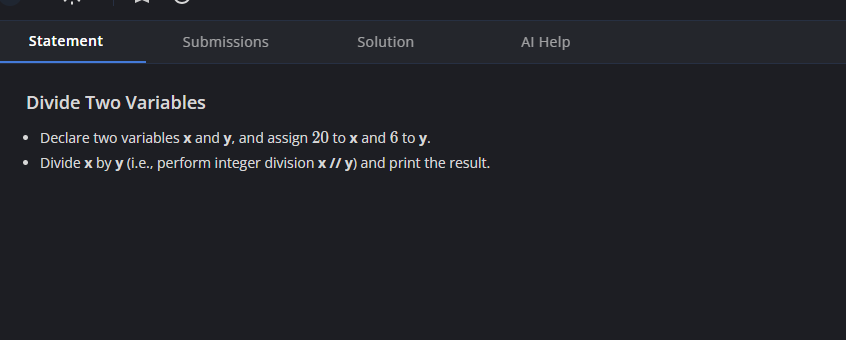 Statement Submissions Solution AI Help
Divide Two Variables
• Declare two variables x and y, and assign 20 to x and 6 to y.
• Divide x by y (i.e., perform integer division x // y) and print the result.